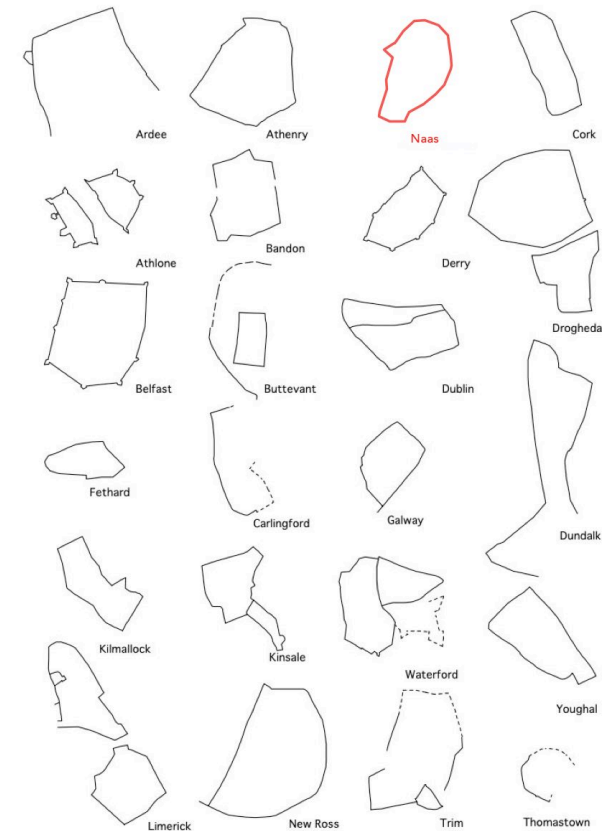 Ardee
Athenry
Naas
Cork
Athlone
Bandon
Derry
Drogheda
Belfast
Buttevant
Dublin
Fethard
Carlingford
Galway
Dundalk
Kilmallock
Kinsale
Waterford
Youghal
Limerick
New Ross
Trim
Thomastown